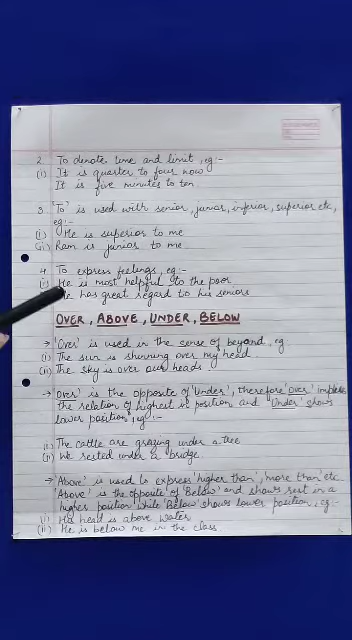 2. To denote time and limit, eg:-
(i) It is quarter to four now
It is five minutes to ten
3. 'To' is used with senior, junior, inferior, superior etc,
eg:-
(i) He is superior to me
(ii) Ram is junior to me
4. To express feelings, eg:-
(i) He is most helpful to the poor
He has great regard to his seniors
OVER, ABOVE, UNDER, BELOW
→ 'Over' is used in the sense of beyond, eg
(i) The sun is shinning over my head.
(ii) The sky is over our heads.
→ 'Over' is the opposite of 'Under', therefore 'over' implies
the relation of highest in position and 'Under' shows
lower position, eg:-
(i) The cattle are grazing under a tree
(ii) We rested under a bridge.
→ 'Above' is used to express 'higher than', 'more than' etc
'Above' is the opposite of 'Below' and shows rest in a
higher position while 'Below' shows lower position, eg:-
(i) His head is above water
(ii) He is below me in the class.